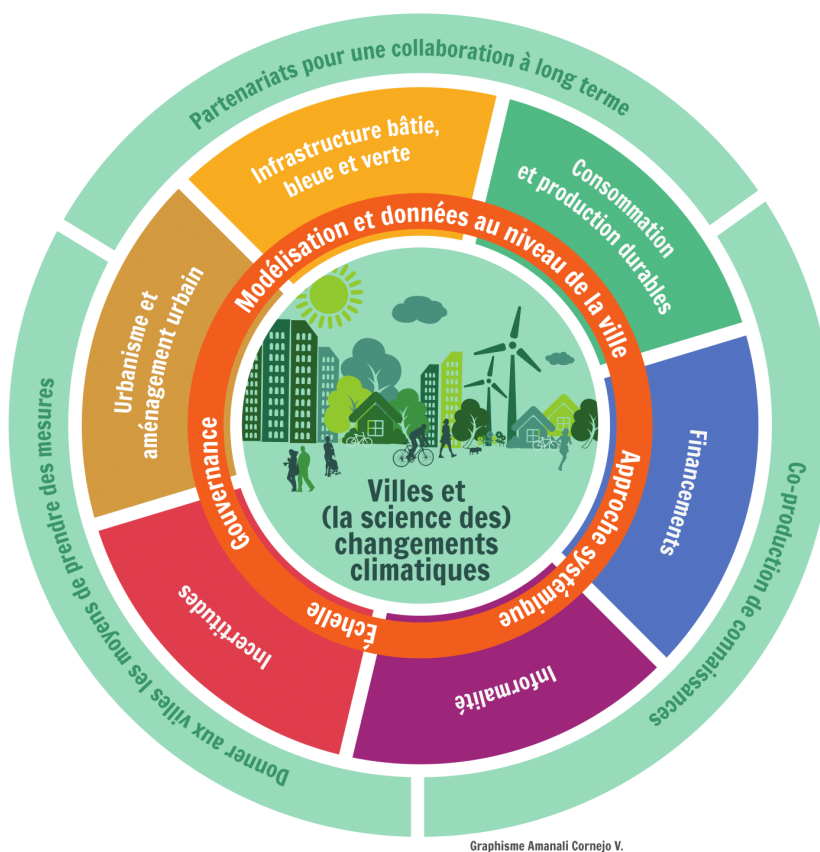 Partenariats pour une collaboration à long terme
Co-production de connaissances
Donner aux villes les moyens de prendre des mesures
Infrastructure bâtie,
bleue et verte
Consommation
et production durables
Financements
Informalité
Incertitudes
Urbanisme et
aménagement urbain
Modélisation et données au niveau de la ville
Approche systémique
Échelle
Gouvernance
Villes et
(la science des)
changements
climatiques
Graphisme Amanali Cornejo V.